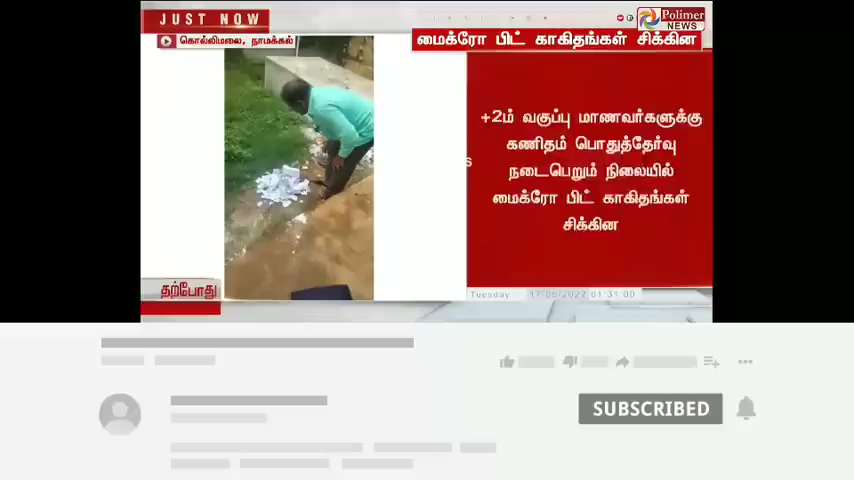 JUST NOW
Polimer
NEWS
கொல்லிமலை, நாமக்கல்
மைக்ரோ பிட் காகிதங்கள் சிக்கின
+2ம் வகுப்பு மாணவர்களுக்கு
கணிதம் பொதுத்தேர்வு
நடைபெறும் நிலையில்
மைக்ரோ பிட் காகிதங்கள்
சிக்கின
தற்போது
Tuesday 17/05/2022 01:31:00
SUBSCRIBED